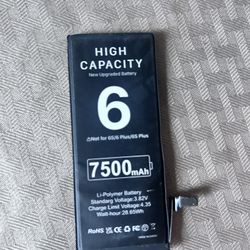 HIGH
CAPACITY
New Upgraded Battery
6
⚠Not for 6S/6 Plus/6S Plus
7500mAh
Li-Polymer Battery
Standarg Voltage:3.82V
Charge Limit Voltage:4.35
Watt-hour:28.65Wh